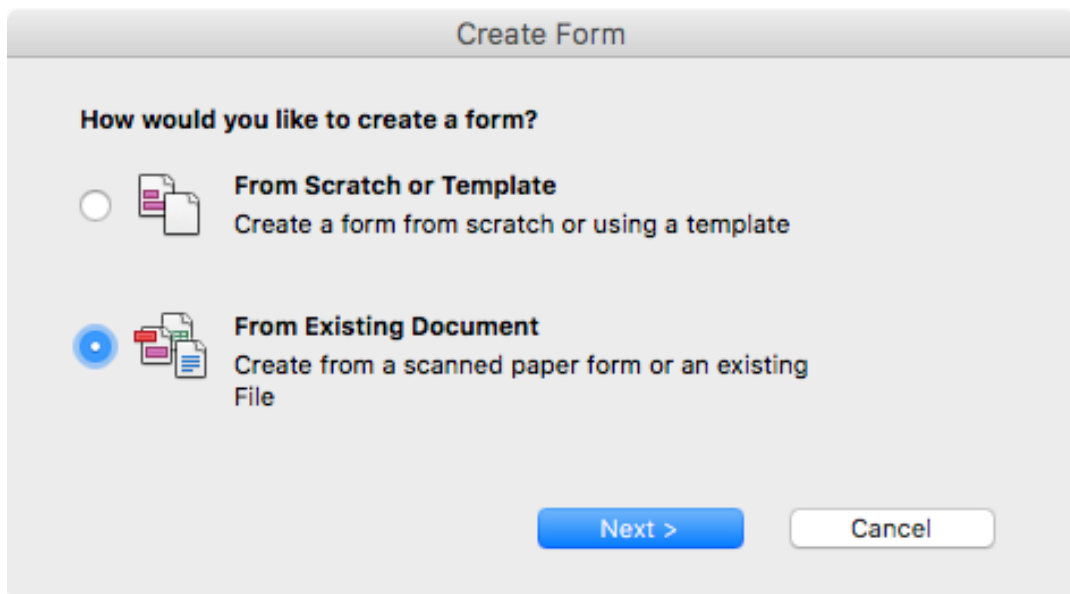 Create Form
How would you like to create a form?
From Scratch or Template
Create a form from scratch or using a template
From Existing Document
Create from a scanned paper form or an existing
File
Next >
Cancel